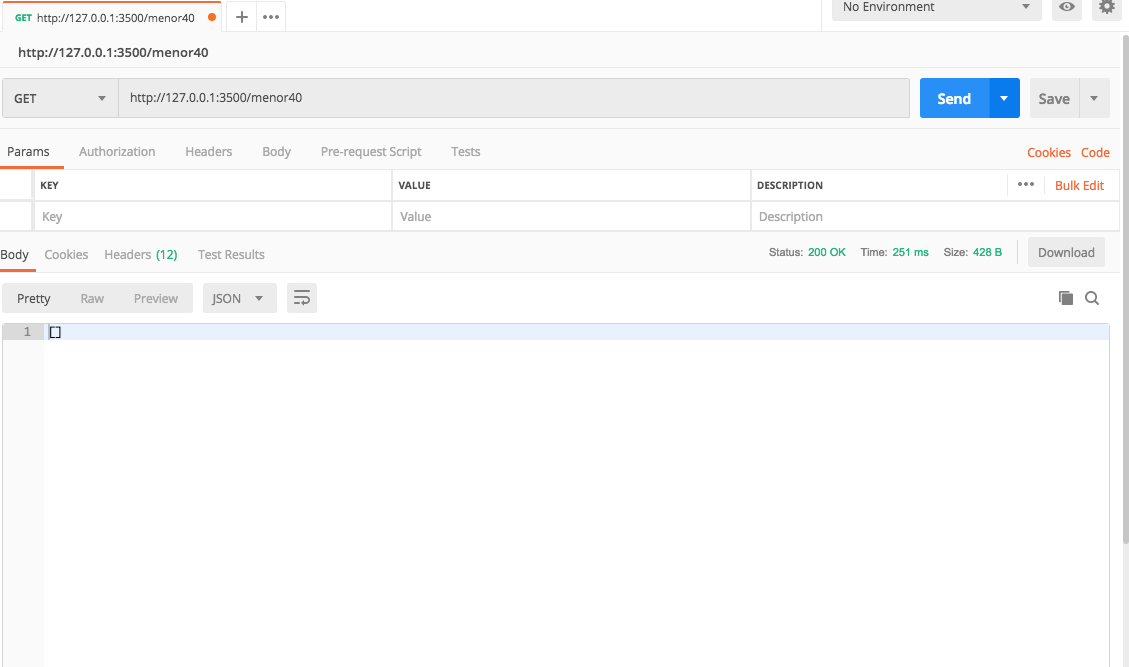 GET http://127.0.0.1:3500/menor40 No Environment
http://127.0.0.1:3500/menor40
GET http://127.0.0.1:3500/menor40 Send Save
Params Authorization Headers Body Pre-request Script Tests Cookies Code
KEY VALUE DESCRIPTION Bulk Edit
Key Value Description
Body Cookies Headers (12) Test Results Status: 200 OK Time: 251 ms Size: 428 B Download
Pretty Raw Preview JSON
1 []